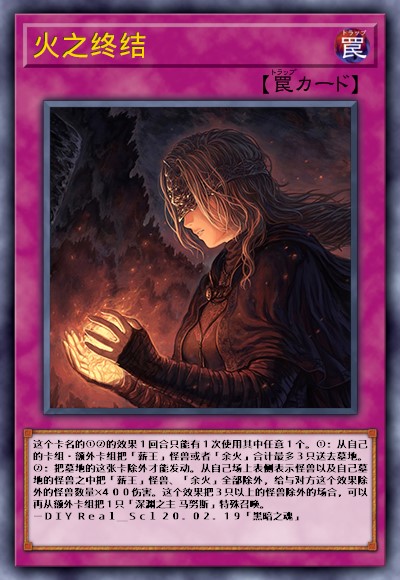 火之终结
トラップ
罠
トラップ
【罠カード】
这个卡名的①②的效果1回合只能有1次使用其中任意1个。①：从自己
的卡组·额外卡组把「薪王」怪兽或者「余火」合计最多3只送去墓地。
②：把墓地的这张卡除外才能发动。从自己场上表侧表示怪兽以及自己墓
地的怪兽之中把「薪王」怪兽、「余火」全部除外，给与对方这个效果除
外的怪兽数量×400伤害。这个效果把3只以上的怪兽除外的场合，可以
再从额外卡组把1只「深渊之主 马努斯」特殊召唤。
－DIY Real＿Scl 20．02．19「黑暗之魂」